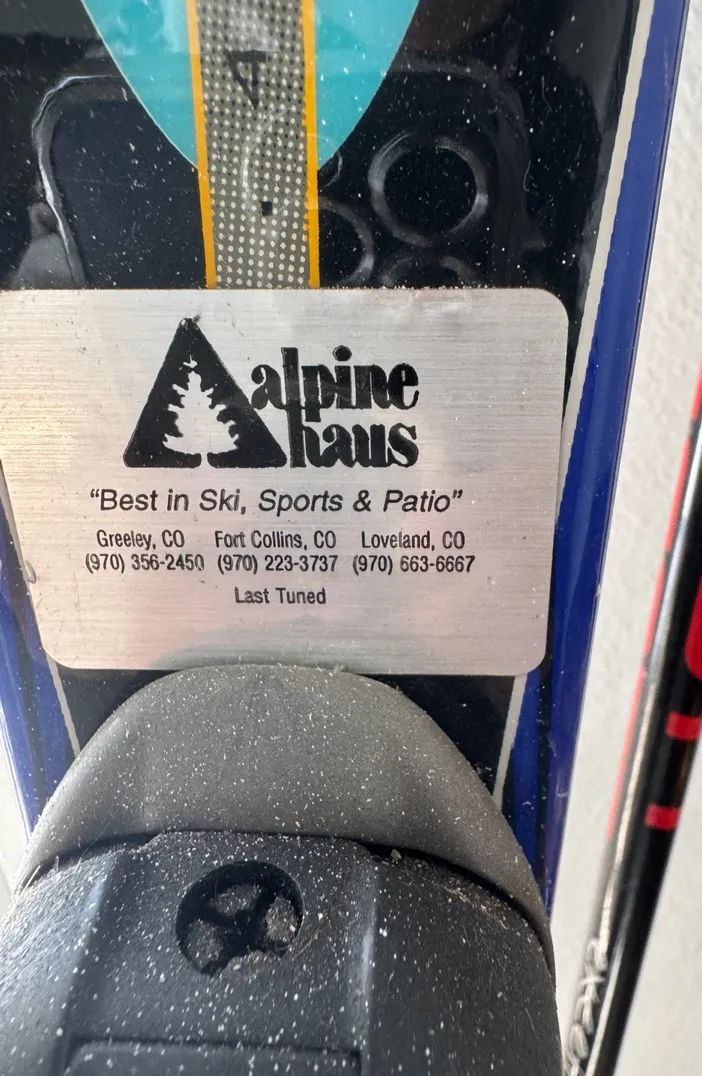 alpine
haus
“Best in Ski, Sports & Patio”
Greeley, CO Fort Collins, CO Loveland, CO
(970) 356-2450 (970) 223-3737 (970) 663-6667
Last Tuned